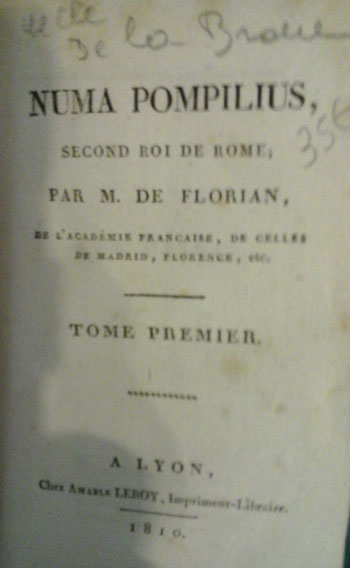 De la
NUMA POMPILIUS,
SECOND ROI DE ROME,
PAR M. DE FLORIAN,
DE L'ACADÉMIE FRANCAISE, DE CELLES
DE MADRID, FLORENCE, etc.
TOME PREMIER.
A LYON,
Chez AMABLE LEROY, Imprimeur-Libraire.
1810.